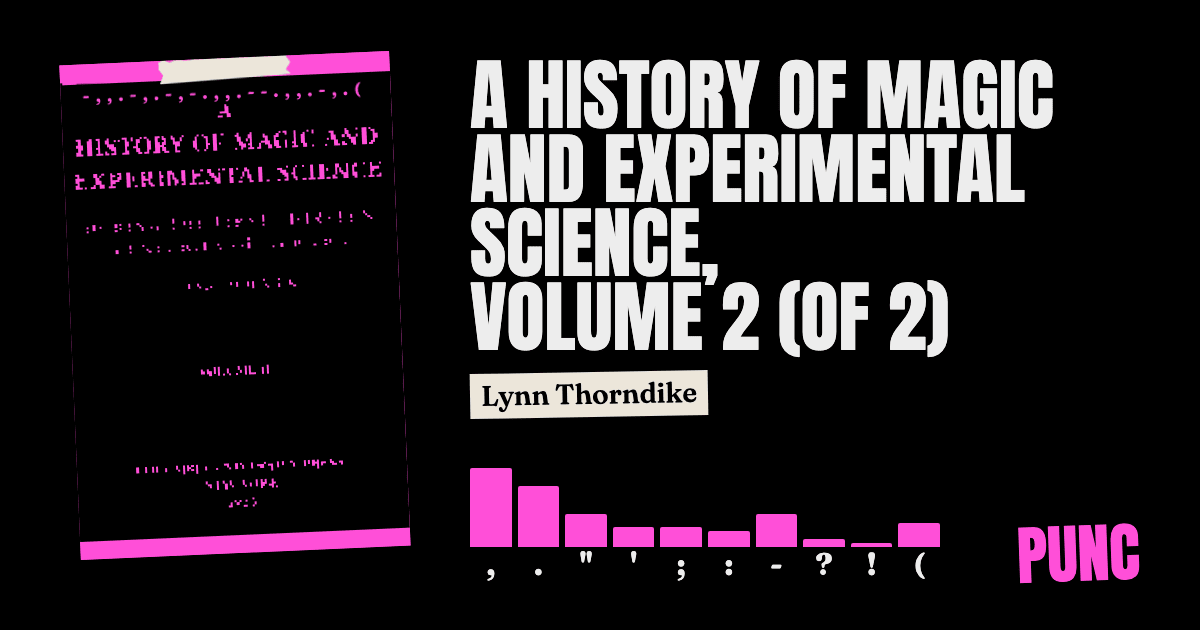 -,,.-,.-,-.,,.--.,,.-,.(
A
HISTORY OF MAGIC AND
EXPERIMENTAL SCIENCE
A HISTORY OF MAGIC
AND EXPERIMENTAL
SCIENCE,
VOLUME 2 (OF 2)
Lynn Thorndike
, . " ' ; : - ? ! (
PUNC